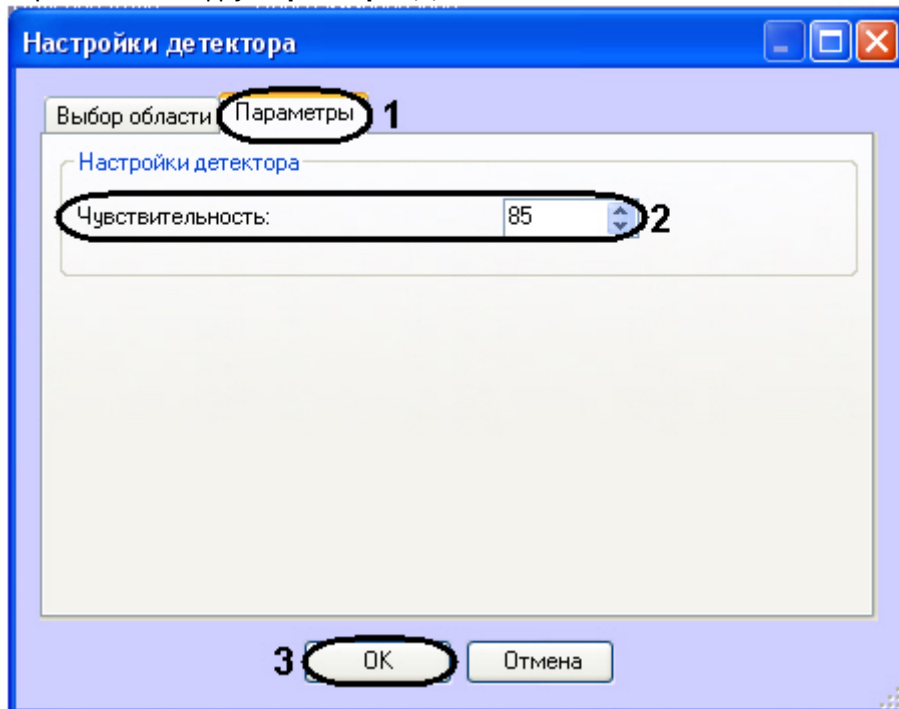 Настройки детектора
Выбор области Параметры 1
Настройки детектора
Чувствительность: 85 2
3 OK Отмена